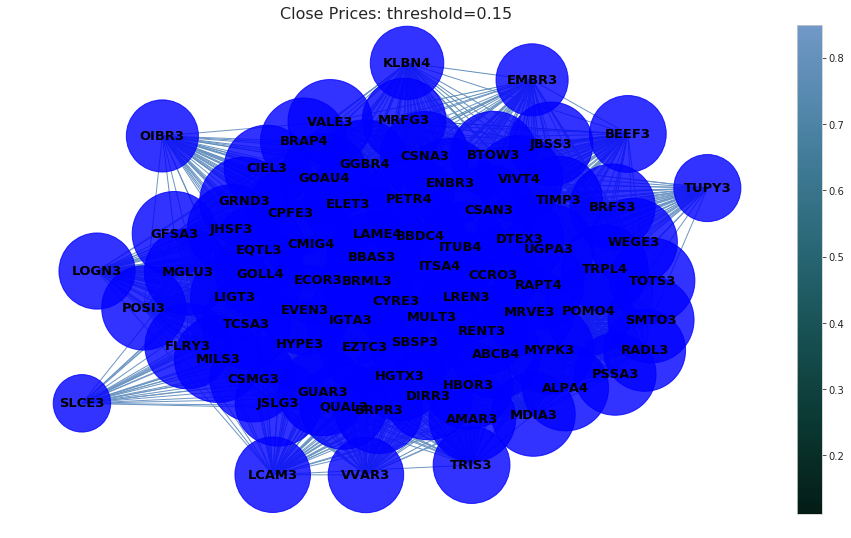 Close Prices: threshold=0.15
KLBN4
EMBR3
0.8
VALE3
MRFG3
OIBR3
BEEF3
BRAP4
JBSS3
CSNA3
BTOW3
GGBR4
CIEL3
0.7
GOAU4
VIVT4
ENBR3
TUPY3
PETR4
GRND3
ELET3
TIMP3
BRFS3
CPFE3
CSAN3
0.6
JHSF3
GFSA3
LAME4
BBDC4
DTEX3
WEGE3
CMIG4
ITUB4
EQTL3
UGPA3
BBAS3
0.5
ITSA4
TRPL4
LOGN3
MGLU3
GOLL4
CCRO3
ECOR3
BRML3
TOTS3
RAPT4
LIGT3
LREN3
CYRE3
0.4
POSI3
EVEN3
MRVE3
POMO4
MULT3
IGTA3
SMTO3
TCSA3
RENT3
SBSP3
HYPE3
FLRY3
EZTC3
MYPK3
RADL3
ABCB4
MILS3
0.3
PSSA3
HGTX3
CSMG3
HBOR3
ALPA4
GUAR3
DIRR3
SLCE3
JSLG3
QUAL3
BRPR3
MDIA3
AMAR3
0.2
TRIS3
LCAM3
VVAR3